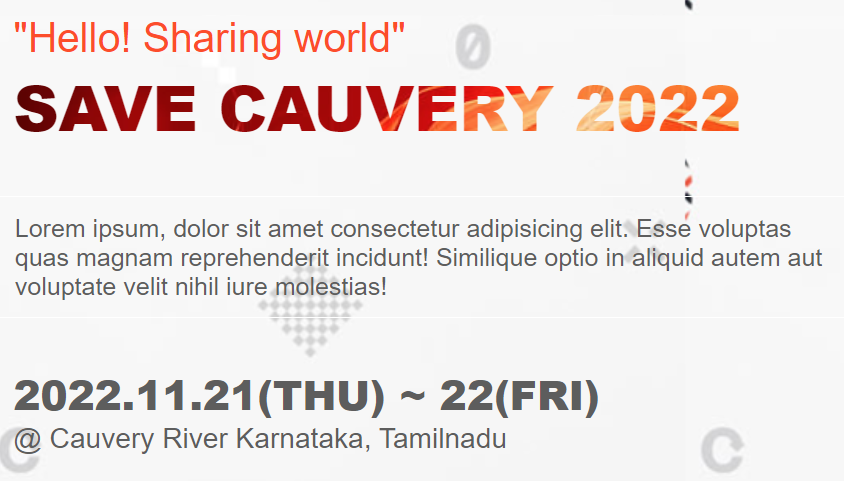 "Hello! Sharing world"
SAVE CAUVERY 2022
Lorem ipsum, dolor sit amet consectetur adipisicing elit. Esse voluptas
quas magnam reprehenderit incidunt! Similique optio in aliquid autem aut
voluptate velit nihil iure molestias!
2022.11.21(THU) ~ 22(FRI)
@ Cauvery River Karnataka, Tamilnadu